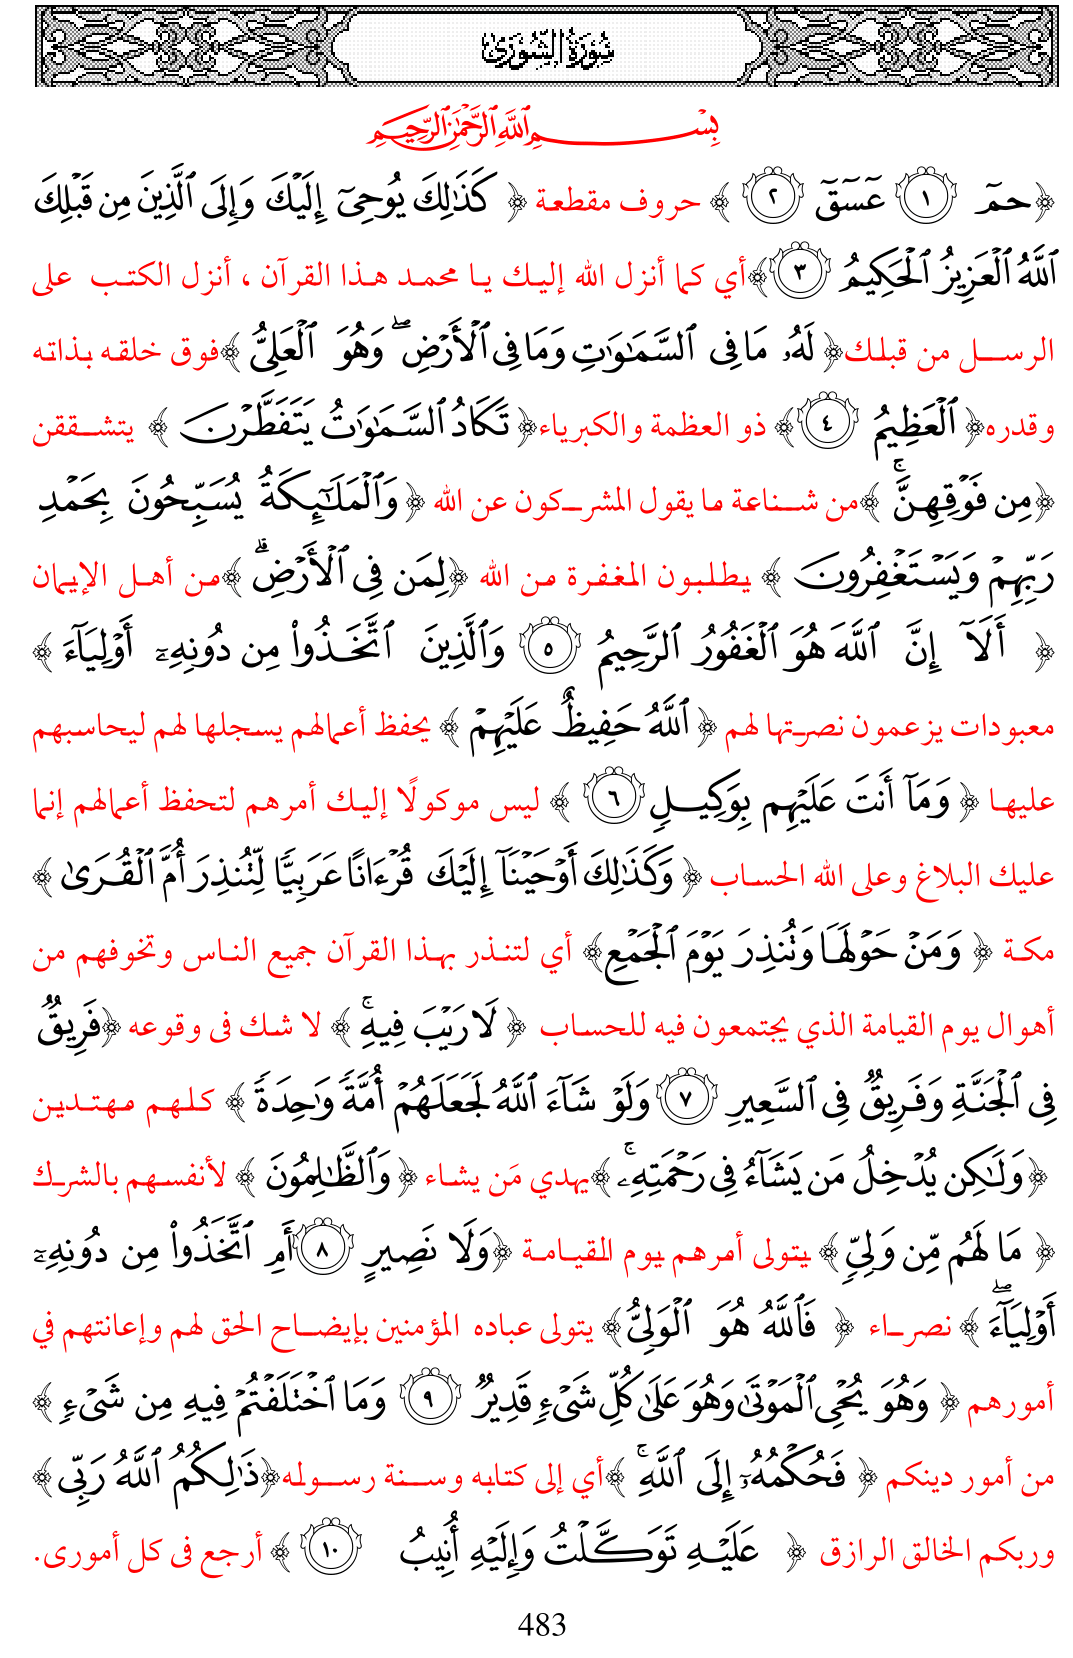 سُورَةُ الشُّورَىٰ
بِسْمِ ٱللَّهِ ٱلرَّحْمَٰنِ ٱلرَّحِيمِ
﴿حمٓ ١ عٓسٓقٓ ٢ ﴾ حروف مقطعة ﴿ كَذَٰلِكَ يُوحِىٓ إِلَيْكَ وَإِلَى ٱلَّذِينَ مِن قَبْلِكَ
ٱللَّهُ ٱلْعَزِيزُ ٱلْحَكِيمُ ٣ ﴾أي كما أنزل الله إليك يا محمد هذا القرآن ، أنزل الكتب على
الرسل من قبلك﴿ لَهُۥ مَا فِى ٱلسَّمَٰوَٰتِ وَمَا فِى ٱلْأَرْضِ ۖ وَهُوَ ٱلْعَلِىُّ ﴾فوق خلقه بذاته
وقدره﴿ ٱلْعَظِيمُ ٤ ﴾ ذو العظمة والكبرياء﴿ تَكَادُ ٱلسَّمَٰوَٰتُ يَتَفَطَّرْنَ ﴾ يتشققن
﴿مِن فَوْقِهِنَّ ۚ ﴾من شناعة ما يقول المشركون عن الله ﴿ وَٱلْمَلَٰٓئِكَةُ يُسَبِّحُونَ بِحَمْدِ
رَبِّهِمْ وَيَسْتَغْفِرُونَ ﴾ يطلبون المغفرة من الله ﴿لِمَن فِى ٱلْأَرْضِ ۗ ﴾من أهل الإيمان
﴿ أَلَآ إِنَّ ٱللَّهَ هُوَ ٱلْغَفُورُ ٱلرَّحِيمُ ٥ وَٱلَّذِينَ ٱتَّخَذُوا۟ مِن دُونِهِۦٓ أَوْلِيَآءَ ﴾
معبودات يزعمون نصرتها لهم ﴿ ٱللَّهُ حَفِيظٌ عَلَيْهِمْ ﴾ يحفظ أعمالهم يسجلها لهم ليحاسبهم
عليها ﴿ وَمَآ أَنتَ عَلَيْهِم بِوَكِيلٍ ٦ ﴾ ليس موكولًا إليك أمرهم لتحفظ أعمالهم إنما
عليك البلاغ وعلى الله الحساب ﴿ وَكَذَٰلِكَ أَوْحَيْنَآ إِلَيْكَ قُرْءَانًا عَرَبِيًّا لِّتُنذِرَ أُمَّ ٱلْقُرَىٰ ﴾
مكة ﴿ وَمَنْ حَوْلَهَا وَتُنذِرَ يَوْمَ ٱلْجَمْعِ﴾ أي لتنذر بهذا القرآن جميع الناس وتخوفهم من
أهوال يوم القيامة الذي يجتمعون فيه للحساب ﴿ لَا رَيْبَ فِيهِ ۚ ﴾ لا شك فى وقوعه ﴿فَرِيقٌ
فِى ٱلْجَنَّةِ وَفَرِيقٌ فِى ٱلسَّعِيرِ ٧ وَلَوْ شَآءَ ٱللَّهُ لَجَعَلَهُمْ أُمَّةً وَٰحِدَةً ﴾ كلهم مهتدين
﴿وَلَٰكِن يُدْخِلُ مَن يَشَآءُ فِى رَحْمَتِهِۦ ۚ ﴾يهدي مَن يشاء ﴿ وَٱلظَّٰلِمُونَ ﴾ لأنفسهم بالشرك
﴿ مَا لَهُم مِّن وَلِىٍّ ﴾ يتولى أمرهم يوم القيامة ﴿وَلَا نَصِيرٍ ٨ أَمِ ٱتَّخَذُوا۟ مِن دُونِهِۦٓ
أَوْلِيَآءَ ۖ ﴾ نصراء ﴿ فَٱللَّهُ هُوَ ٱلْوَلِىُّ ﴾ يتولى عباده المؤمنين بإيضاح الحق لهم وإعانتهم في
أمورهم ﴿ وَهُوَ يُحْىِ ٱلْمَوْتَىٰ وَهُوَ عَلَىٰ كُلِّ شَىْءٍ قَدِيرٌ ٩ وَمَا ٱخْتَلَفْتُمْ فِيهِ مِن شَىْءٍ ﴾
من أمور دينكم ﴿ فَحُكْمُهُۥٓ إِلَى ٱللَّهِ ۚ ﴾أي إلى كتابه وسنة رسوله﴿ذَٰلِكُمُ ٱللَّهُ رَبِّى ﴾
وربكم الخالق الرازق ﴿ عَلَيْهِ تَوَكَّلْتُ وَإِلَيْهِ أُنِيبُ ١٠ ﴾ أرجع فى كل أمورى.
483